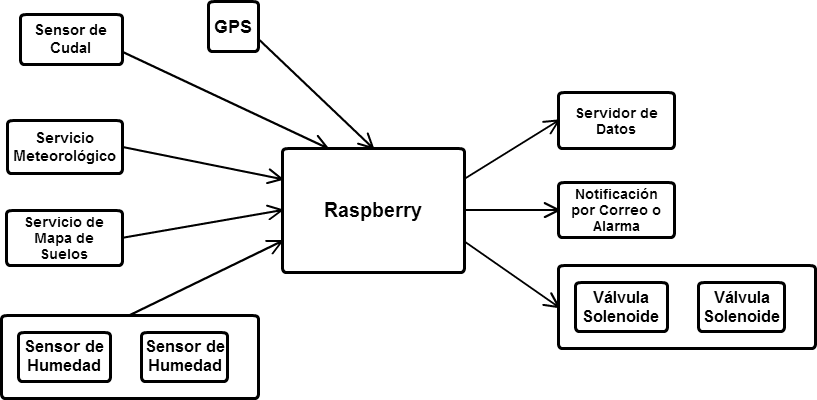 GPS
Sensor de
Cudal
Servicio
Meteorológico
Servicio de
Mapa de
Suelos
Sensor de
Humedad
Sensor de
Humedad
Raspberry
Servidor de
Datos
Notificación
por Correo o
Alarma
Válvula
Solenoide
Válvula
Solenoide